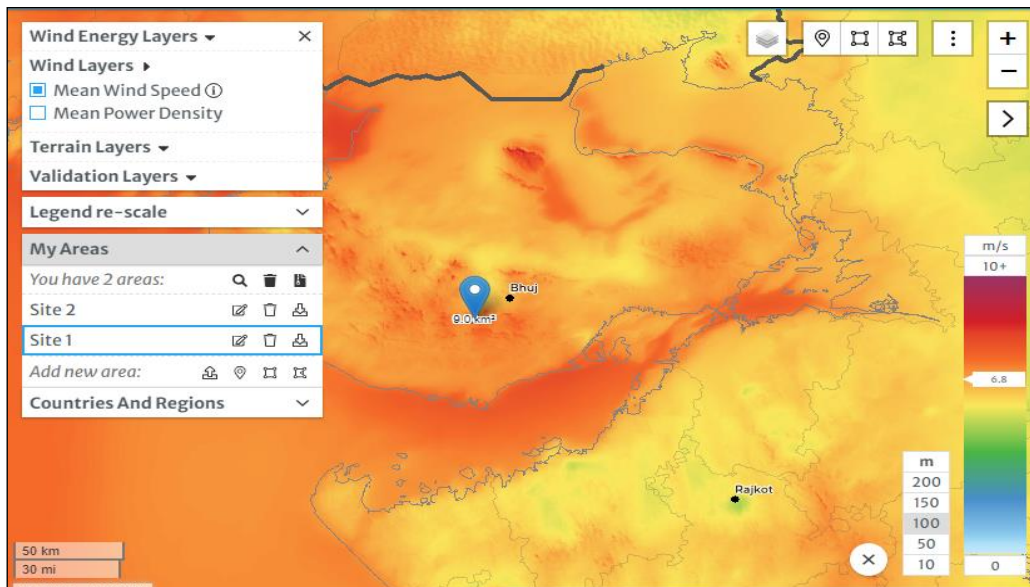 Wind Energy Layers
Wind Layers
Mean Wind Speed
Mean Power Density
Terrain Layers
Validation Layers
Legend re-scale
My Areas
You have 2 areas:
Site 2
Site 1
Add new area:
Countries And Regions
Bhuj
9.0 km²
Rajkot
50 km
30 mi
m/s
10+
6.8
0
m
200
150
100
50
10